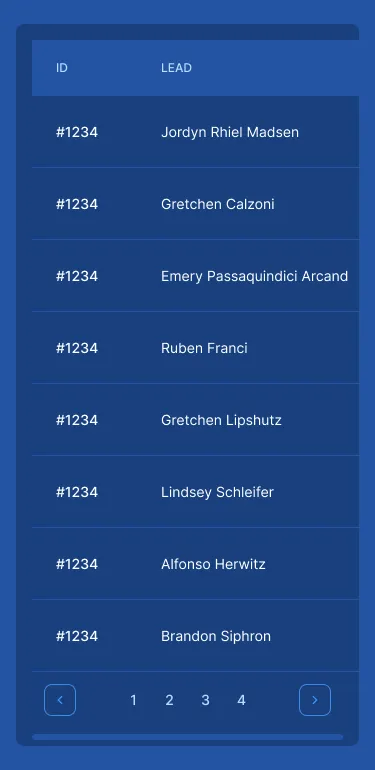 ID LEAD
#1234 Jordyn Rhiel Madsen
#1234 Gretchen Calzoni
#1234 Emery Passaquindici Arcand
#1234 Ruben Franci
#1234 Gretchen Lipshutz
#1234 Lindsey Schleifer
#1234 Alfonso Herwitz
#1234 Brandon Siphron
1 2 3 4